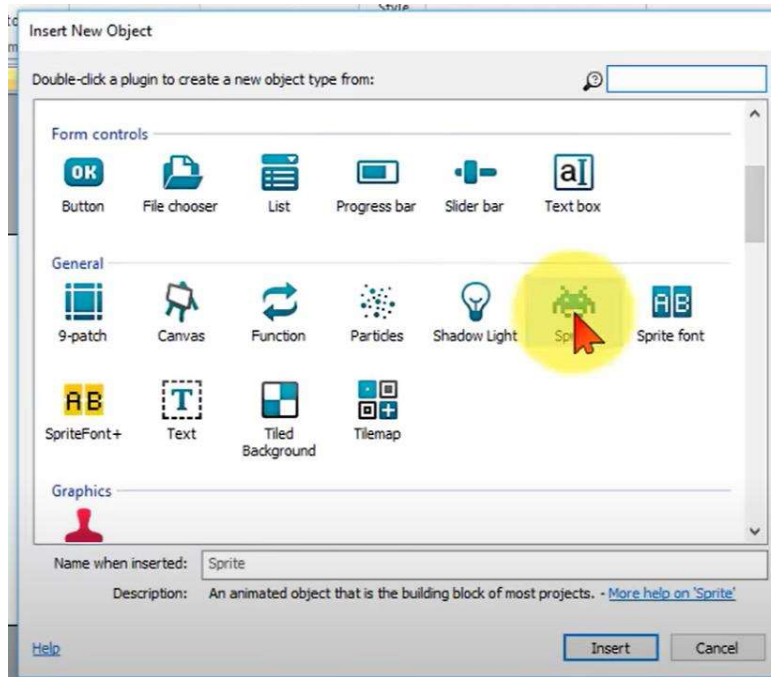 Style
Insert New Object
Double-click a plugin to create a new object type from:
Form controls
OK
aI
Button File chooser List Progress bar Slider bar Text box
General
AB
9-patch Canvas Function Particles Shadow Light Sprite font
AB T
SpriteFont+ Text Tiled Background Tilemap
Graphics
Name when inserted: Sprite
Description: An animated object that is the building block of most projects. - More help on 'Sprite'
Help Insert Cancel